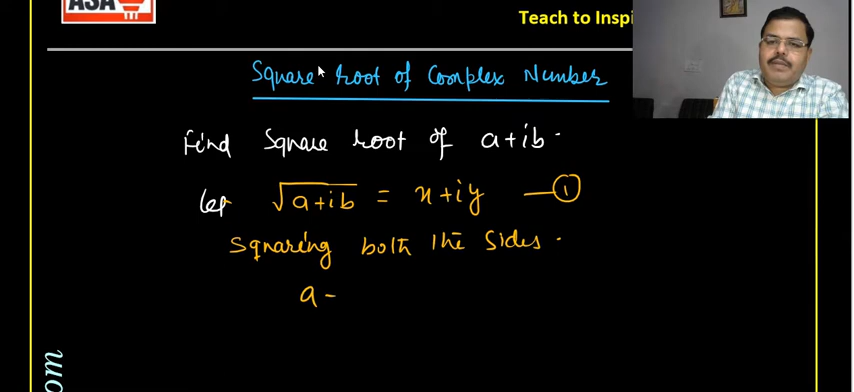 ASA
Teach to Inspi
Square root of Complex Number
Find Square root of a+ib.
Let √a+ib = x+iy —①
Squaring both the sides.
a -
om